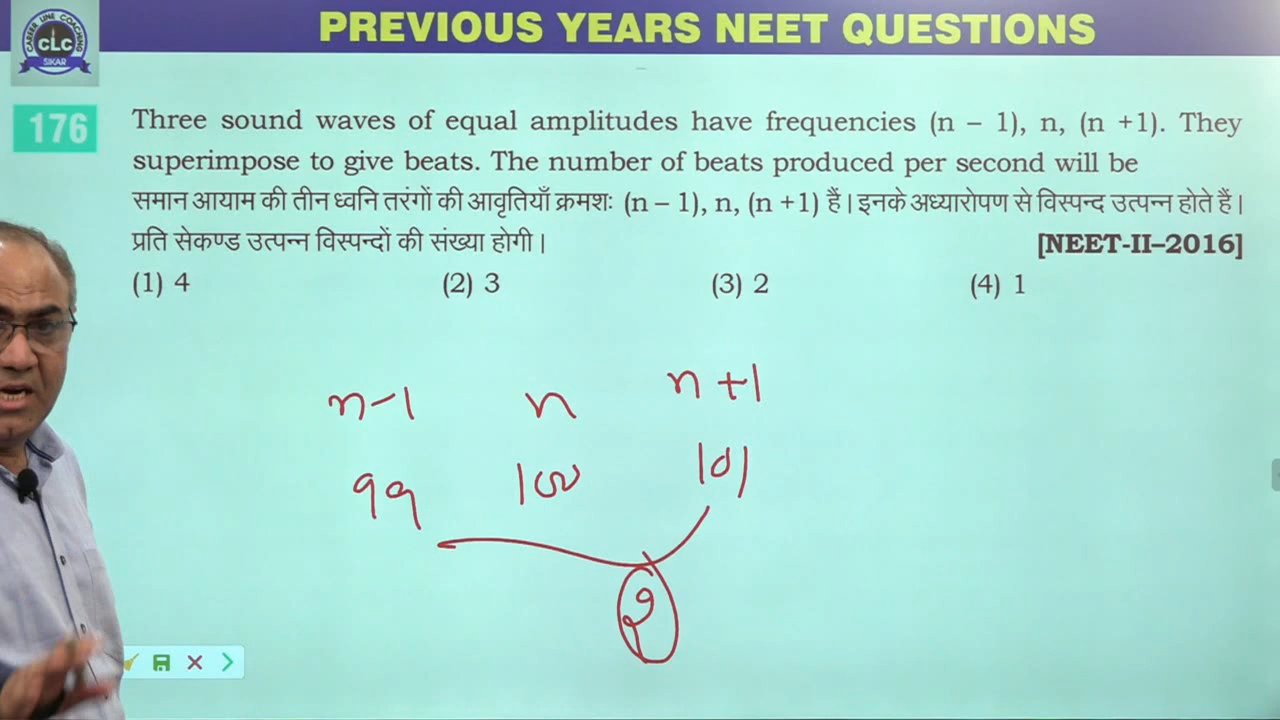 PREVIOUS YEARS NEET QUESTIONS
CAREER LINE COACHING
CLC
SIKAR
176
Three sound waves of equal amplitudes have frequencies (n – 1), n, (n +1). They
superimpose to give beats. The number of beats produced per second will be
समान आयाम की तीन ध्वनि तरंगों की आवृतियाँ क्रमशः (n – 1), n, (n +1) हैं। इनके अध्यारोपण से विस्पन्द उत्पन्न होते हैं।
प्रति सेकण्ड उत्पन्न विस्पन्दों की संख्या होगी। [NEET-II–2016]
(1) 4 (2) 3 (3) 2 (4) 1
n-1 n n+1
99 100 101
2